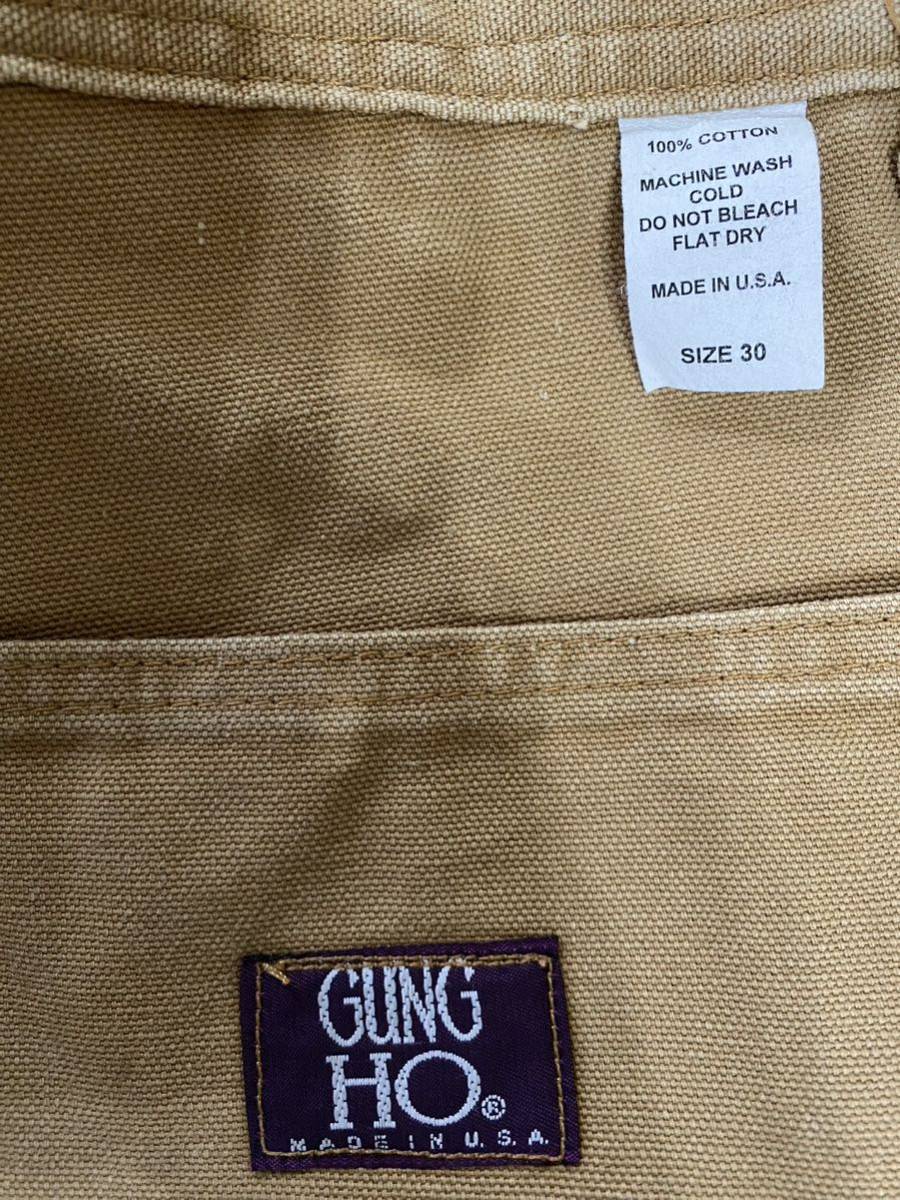 100% COTTON
MACHINE WASH
COLD
DO NOT BLEACH
FLAT DRY
MADE IN U.S.A.
SIZE 30
GUNG
HO®
MADE IN U.S.A.